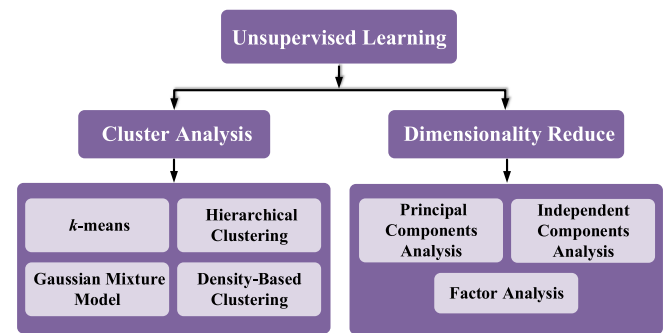 Unsupervised Learning
Cluster Analysis
Dimensionality Reduce
k-means
Hierarchical
Clustering
Gaussian Mixture
Model
Density-Based
Clustering
Principal
Components
Analysis
Independent
Components
Analysis
Factor Analysis